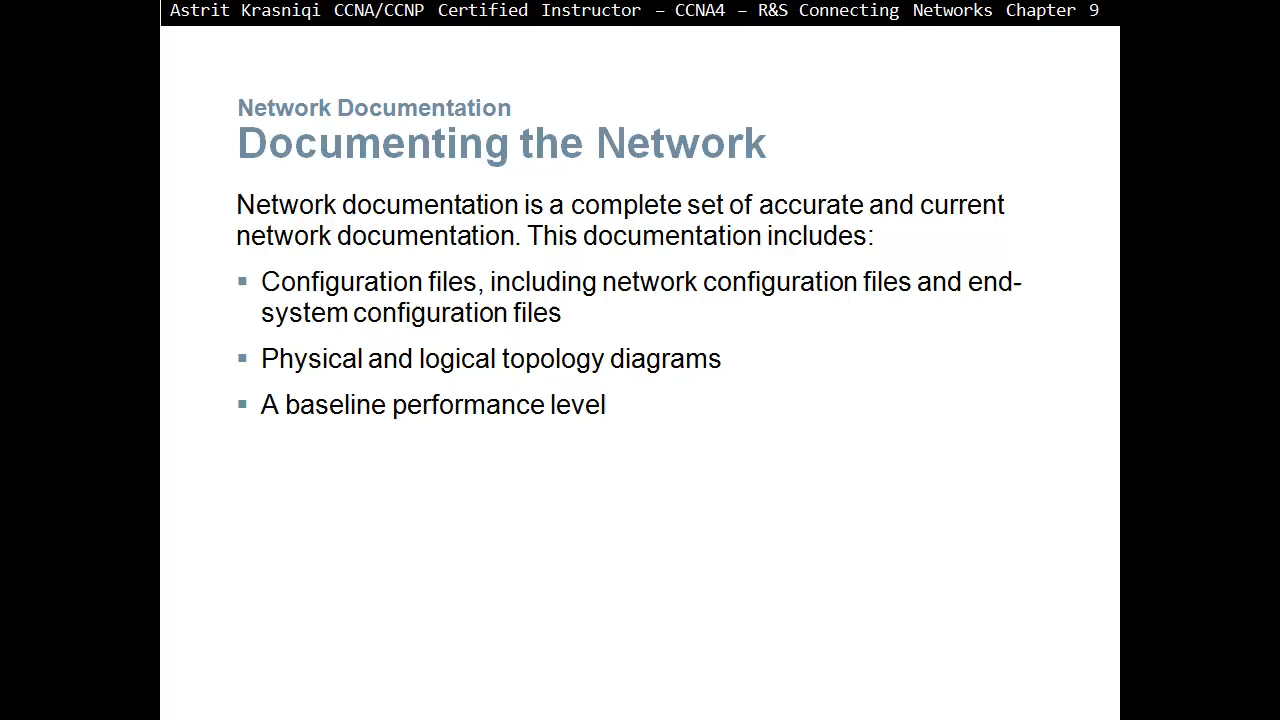 Astrit Krasniqi CCNA/CCNP Certified Instructor – CCNA4 – R&S Connecting Networks Chapter 9
Network Documentation
Documenting the Network
Network documentation is a complete set of accurate and current
network documentation. This documentation includes:
▪ Configuration files, including network configuration files and end-
system configuration files
▪ Physical and logical topology diagrams
▪ A baseline performance level